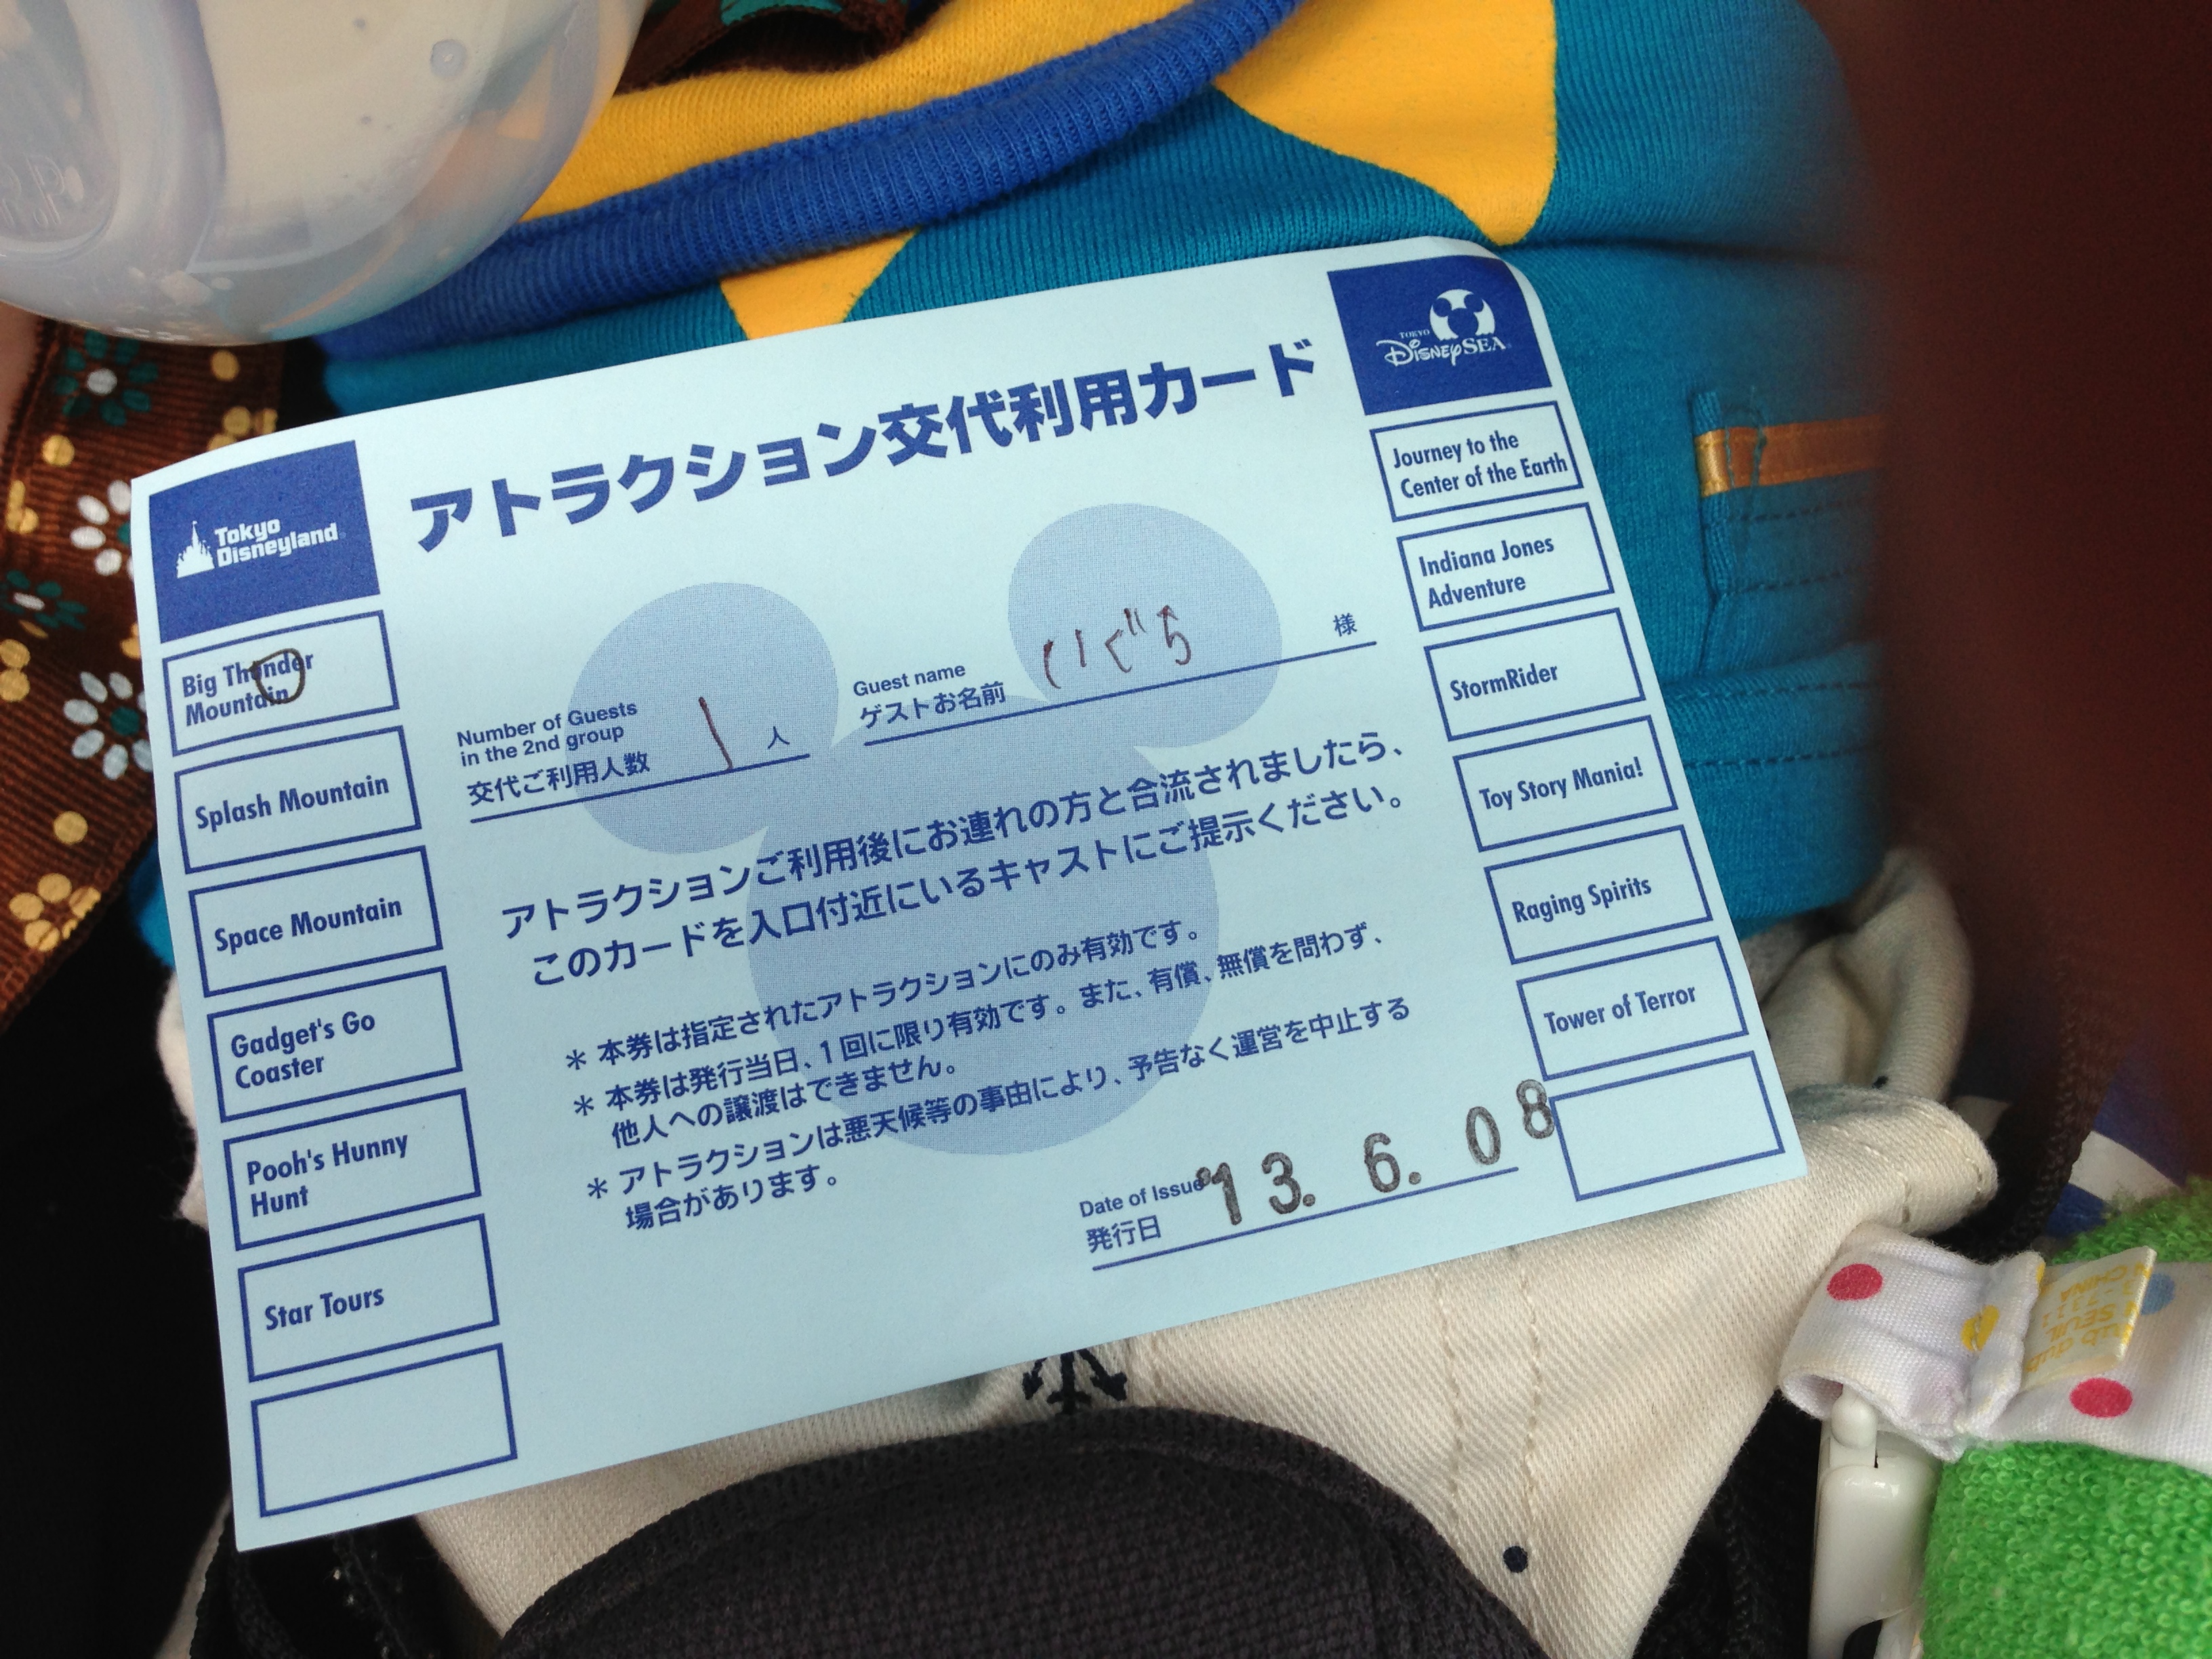 アトラクション交代利用カード
Tokyo
Disneyland
Big Thunder
Mountain
Splash Mountain
Space Mountain
Gadget's Go
Coaster
Pooh's Hunny
Hunt
Star Tours
Number of Guests
in the 2nd group
交代ご利用人数 1 人
Guest name
ゲストお名前 いぐち 様
アトラクションご利用後にお連れの方と合流されましたら、
このカードを入口付近にいるキャストにご提示ください。
＊ 本券は指定されたアトラクションにのみ有効です。
＊ 本券は発行当日、1回に限り有効です。また、有償、無償を問わず、
他人への譲渡はできません。
＊ アトラクションは悪天候等の事由により、予告なく運営を中止する
場合があります。
Date of Issue
発行日 '13. 6. 08
TOKYO
DISNEYSEA
Journey to the
Center of the Earth
Indiana Jones
Adventure
StormRider
Toy Story Mania!
Raging Spirits
Tower of Terror